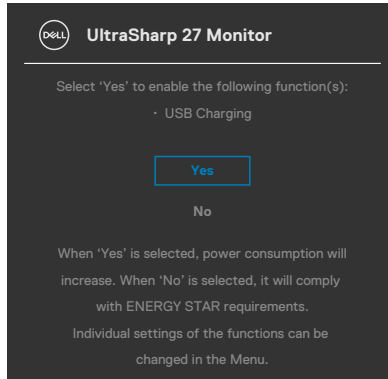 DELL
UltraSharp 27 Monitor
Select ‘Yes’ to enable the following function(s):
· USB Charging
Yes
No
When ‘Yes’ is selected, power consumption will
increase. When ‘No’ is selected, it will comply
with ENERGY STAR requirements.
Individual settings of the functions can be
changed in the Menu.